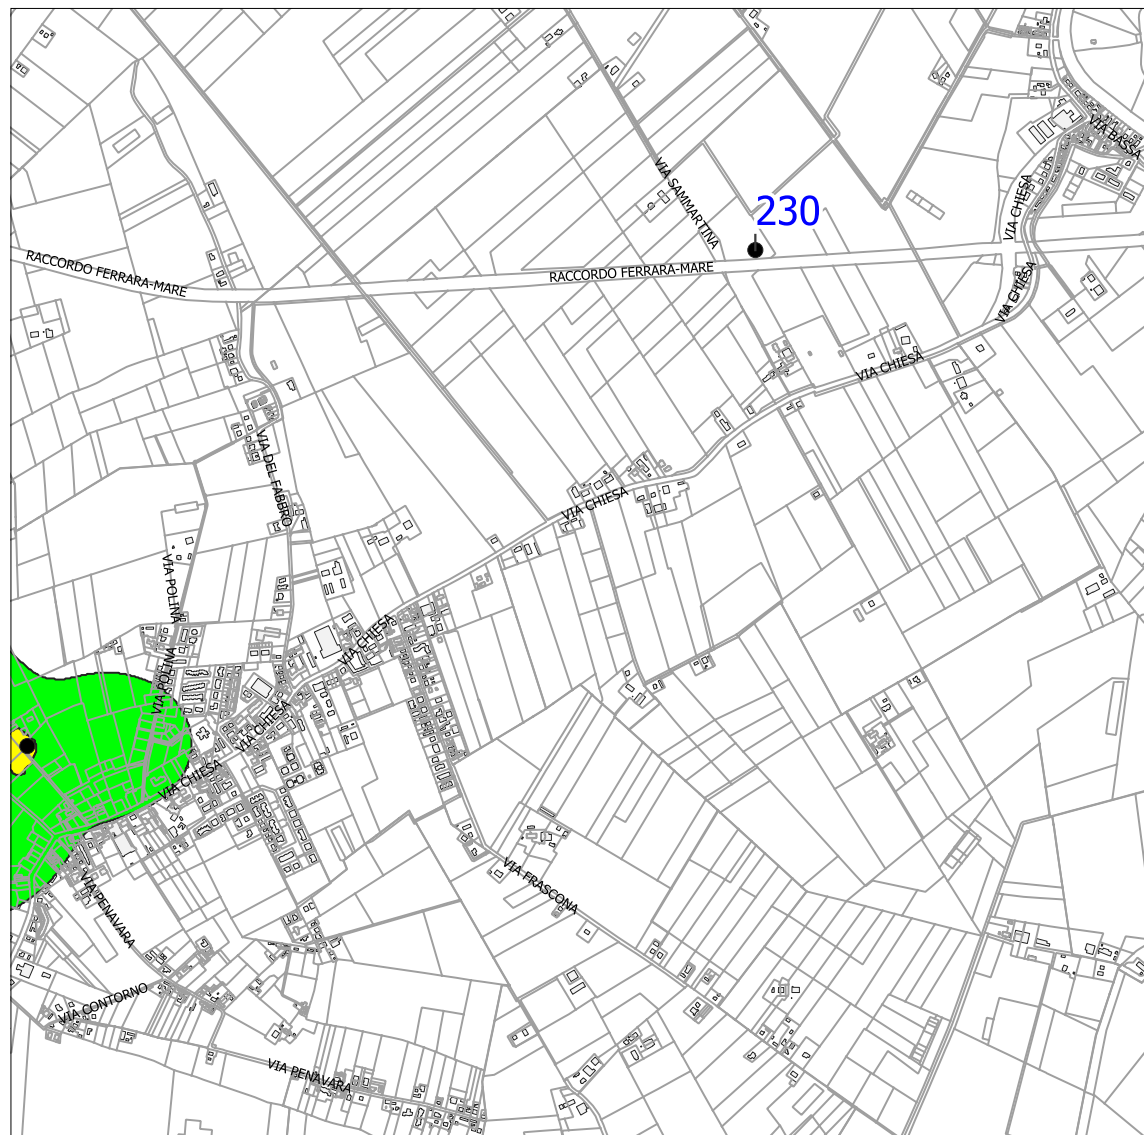 VIA BASSA
VIA SAMMARTINA
230
VIA CHIESA
RACCORDO FERRARA-MARE
RACCORDO FERRARA-MARE
VIA CHIESA
VIA CHIESA
VIA DEL FABBRO
VIA CHIESA
VIA POLINA
VIA CHIESA
VIA POLINA
VIA CHIESA
VIA CHIESA
VIA FRASCONA
VIA PENAVARA
VIA CONTORNO
VIA PENAVARA